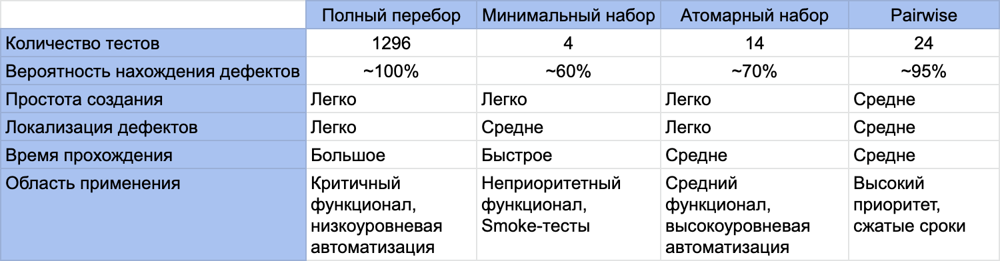 Полный перебор Минимальный набор Атомарный набор Pairwise
Количество тестов 1296 4 14 24
Вероятность нахождения дефектов ~100% ~60% ~70% ~95%
Простота создания Легко Легко Легко Средне
Локализация дефектов Легко Средне Легко Средне
Время прохождения Большое Быстрое Средне Средне
Область применения Критичный Неприоритетный Средний Высокий
функционал, функционал, функционал, приоритет,
низкоуровневая Smoke-тесты высокоуровневая сжатые сроки
автоматизация автоматизация